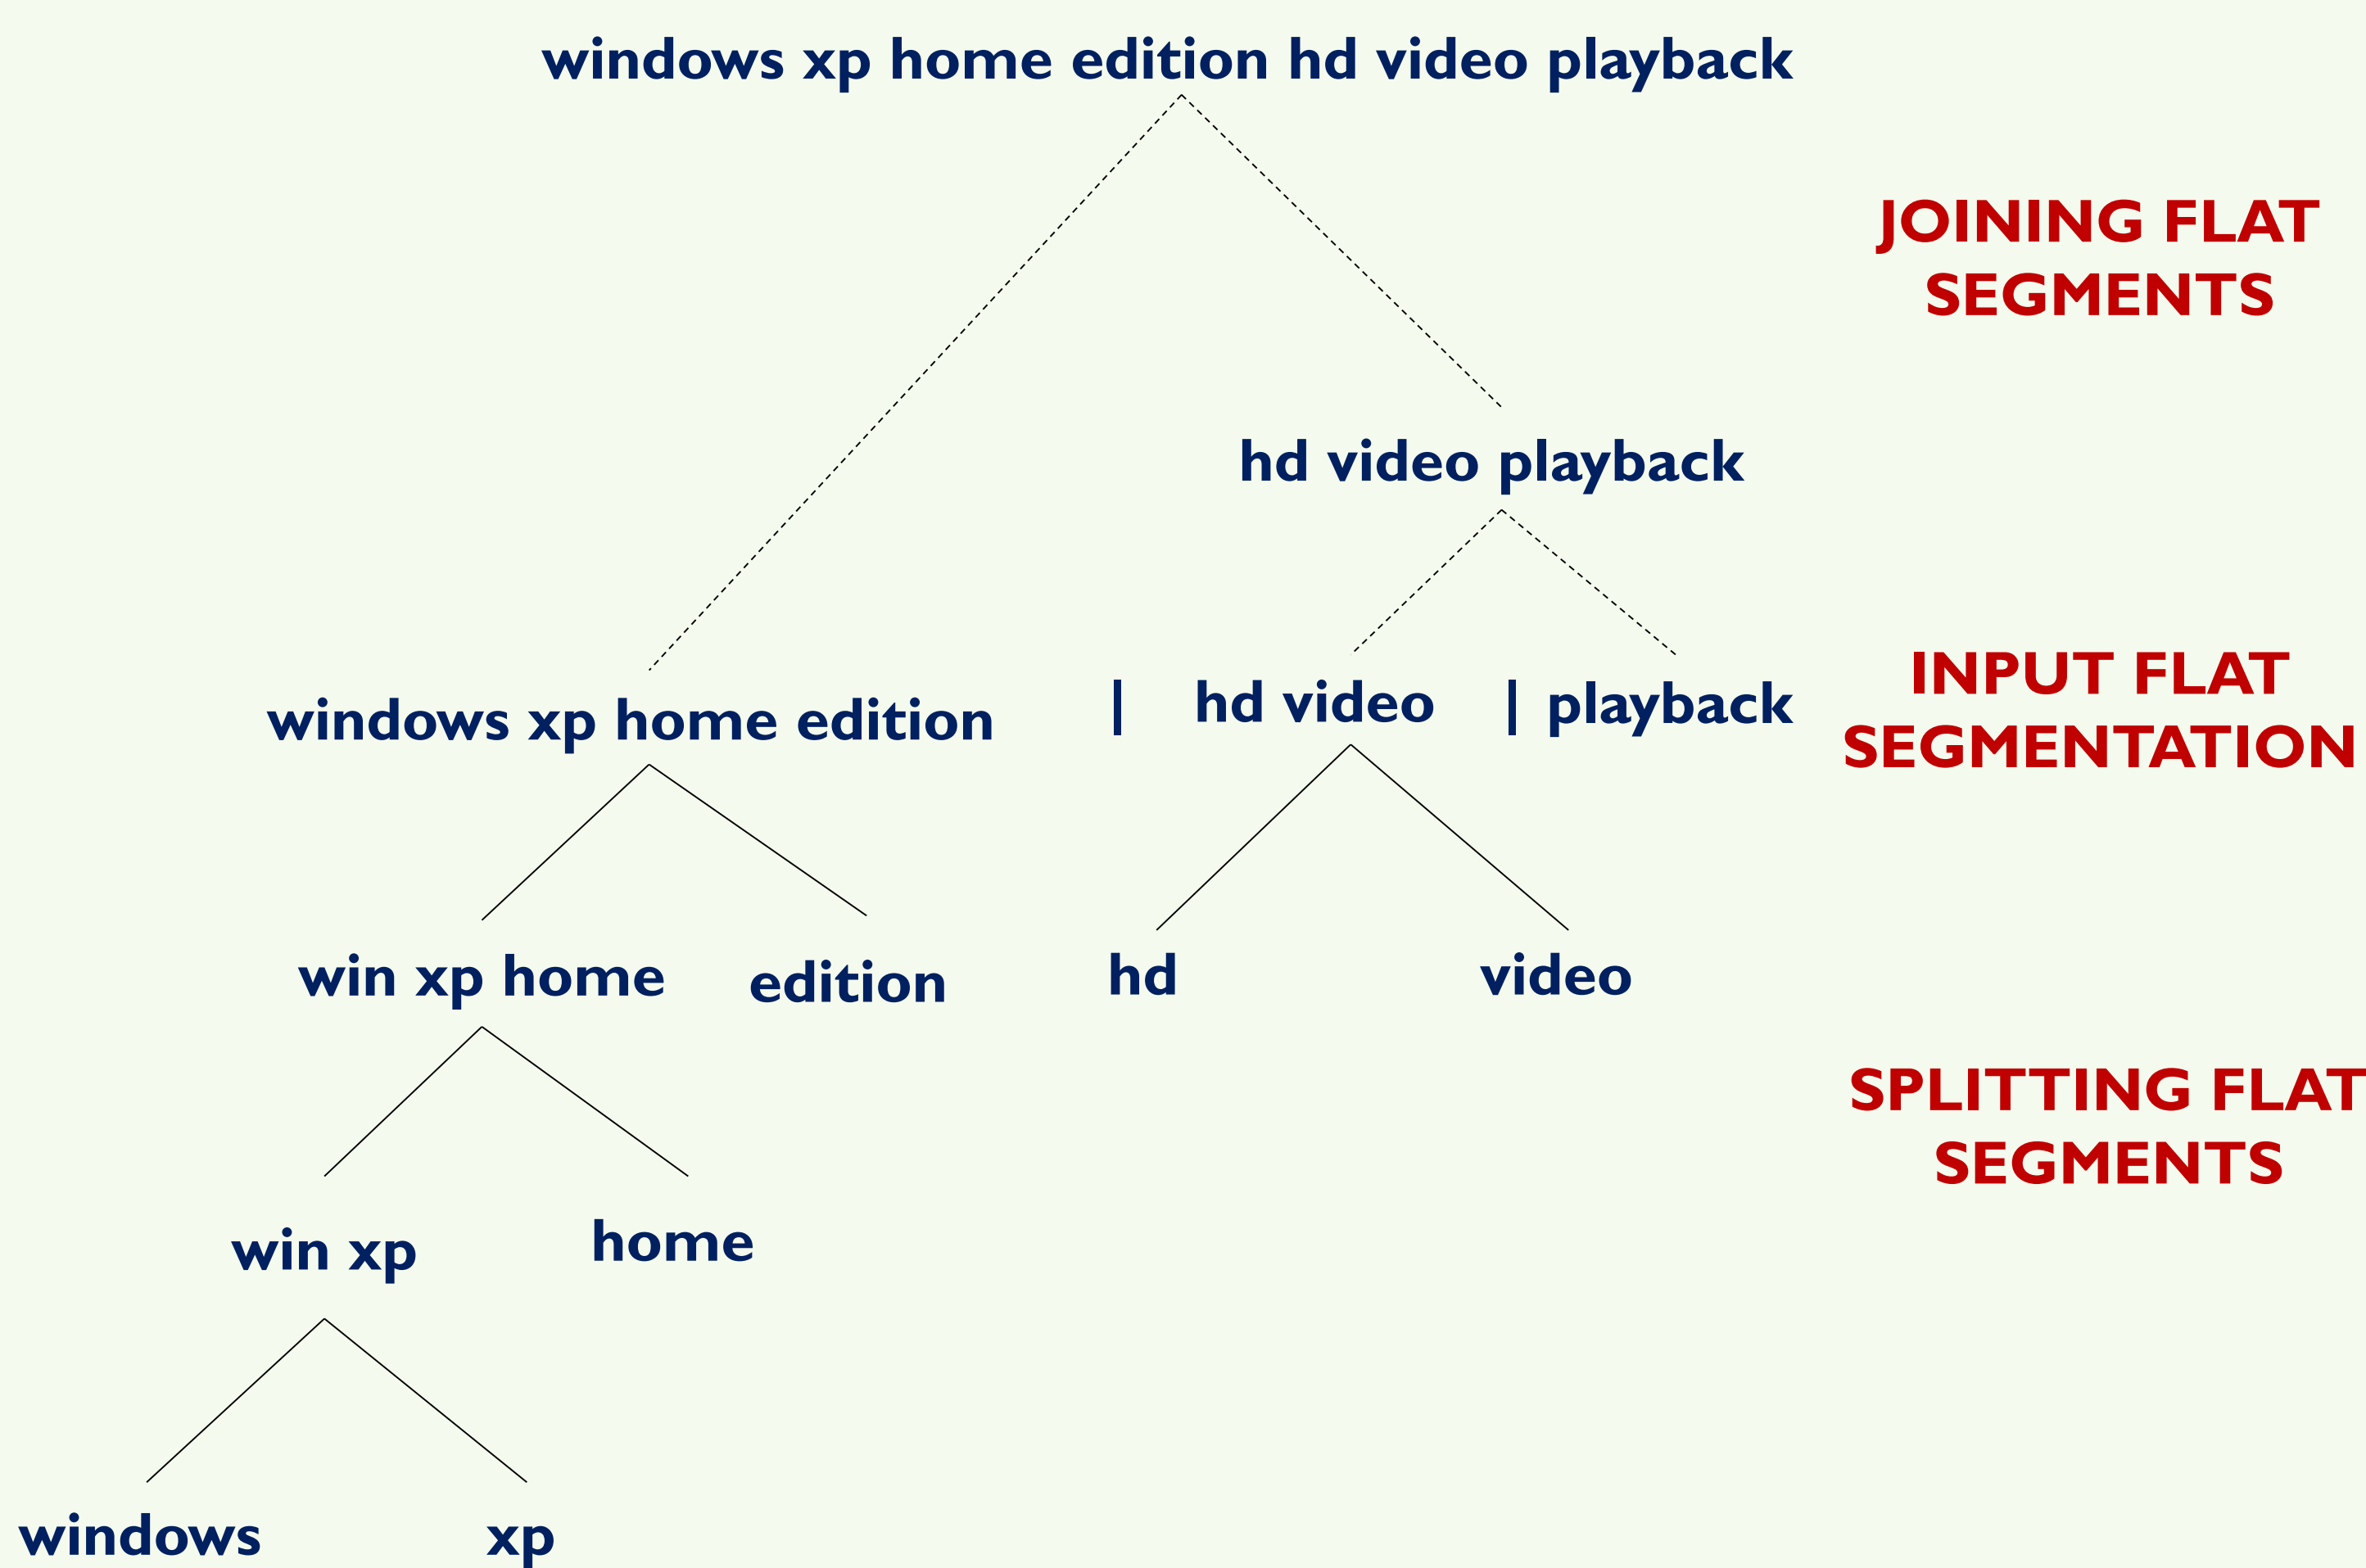 windows xp home edition hd video playback
JOINING FLAT
SEGMENTS
hd video playback
windows xp home edition | hd video | playback
INPUT FLAT
SEGMENTATION
win xp home edition hd video
SPLITTING FLAT
SEGMENTS
win xp home
windows xp